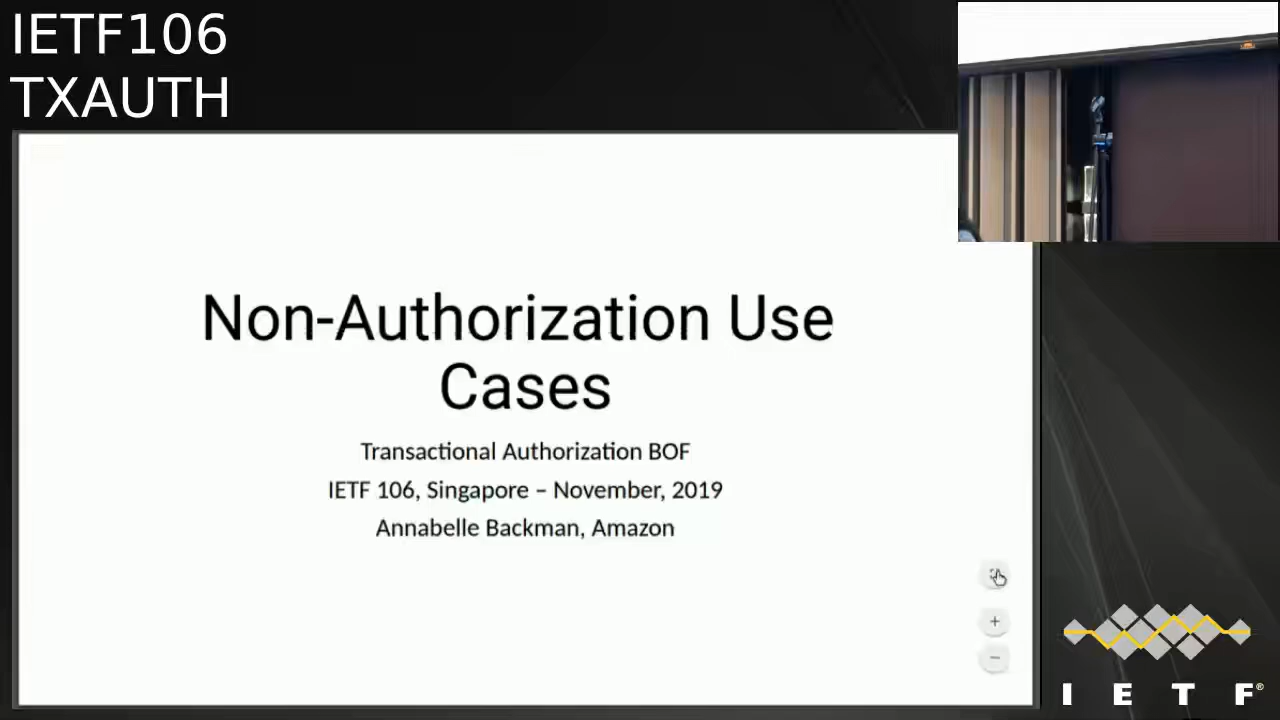 IETF106
TXAUTH
Non-Authorization Use
Cases
Transactional Authorization BOF
IETF 106, Singapore – November, 2019
Annabelle Backman, Amazon
+
−
I E T F®